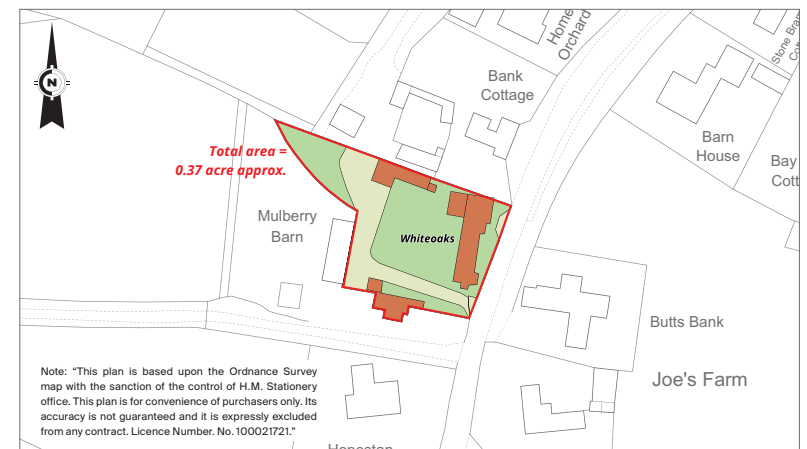 N
Home
Orchard
Bank
Cottage
Barn
House
Bay
Total area =
0.37 acre approx.
Mulberry
Barn
Whiteoaks
Butts Bank
Joe's Farm
Note: “This plan is based upon the Ordnance Survey
map with the sanction of the control of H.M. Stationery
office. This plan is for convenience of purchasers only. Its
accuracy is not guaranteed and it is expressly excluded
from any contract. Licence Number. No. 100021721.”